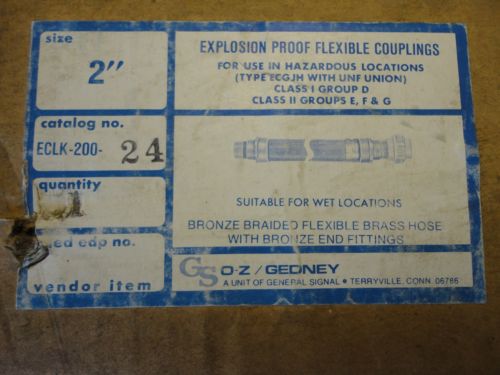 size
2"
catalog no.
ECLK-200-24
quantity
1
ed edp no.
vendor item
EXPLOSION PROOF FLEXIBLE COUPLINGS
FOR USE IN HAZARDOUS LOCATIONS
(TYPE ECGJH WITH UNF UNION)
CLASS I GROUP D
CLASS II GROUPS E, F & G
SUITABLE FOR WET LOCATIONS
BRONZE BRAIDED FLEXIBLE BRASS HOSE
WITH BRONZE END FITTINGS
GS O-Z/GEDNEY
A UNIT OF GENERAL SIGNAL • TERRYVILLE, CONN. 06786